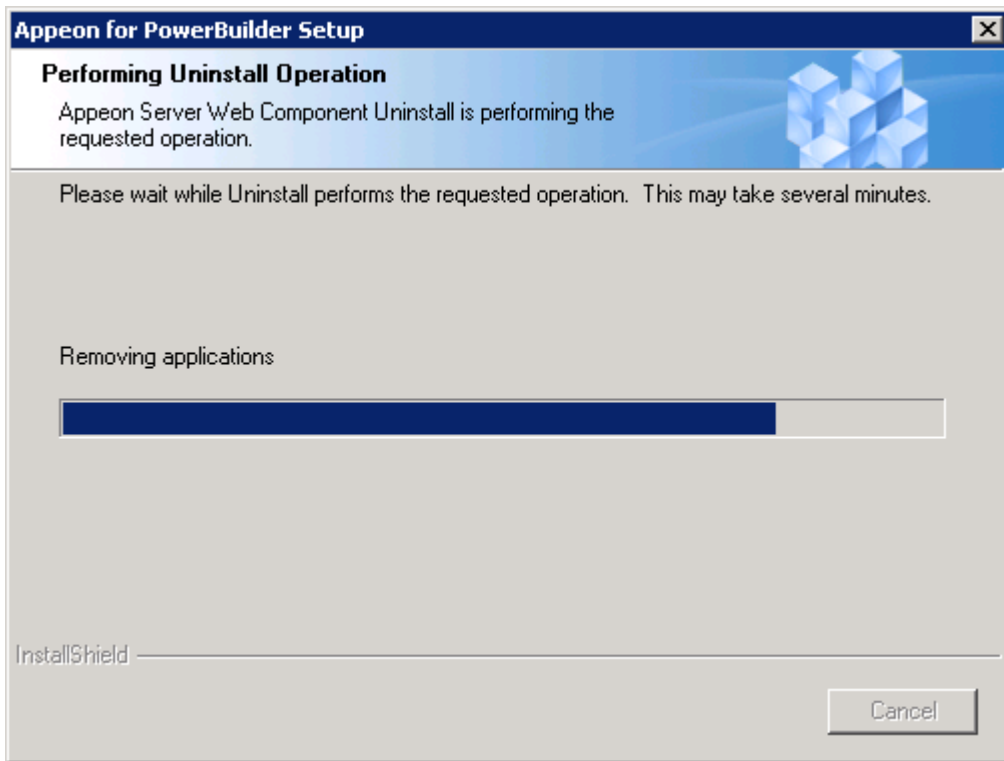 Appeon for PowerBuilder Setup
Performing Uninstall Operation
Appeon Server Web Component Uninstall is performing the
requested operation.
Please wait while Uninstall performs the requested operation.  This may take several minutes.
Removing applications
InstallShield
Cancel